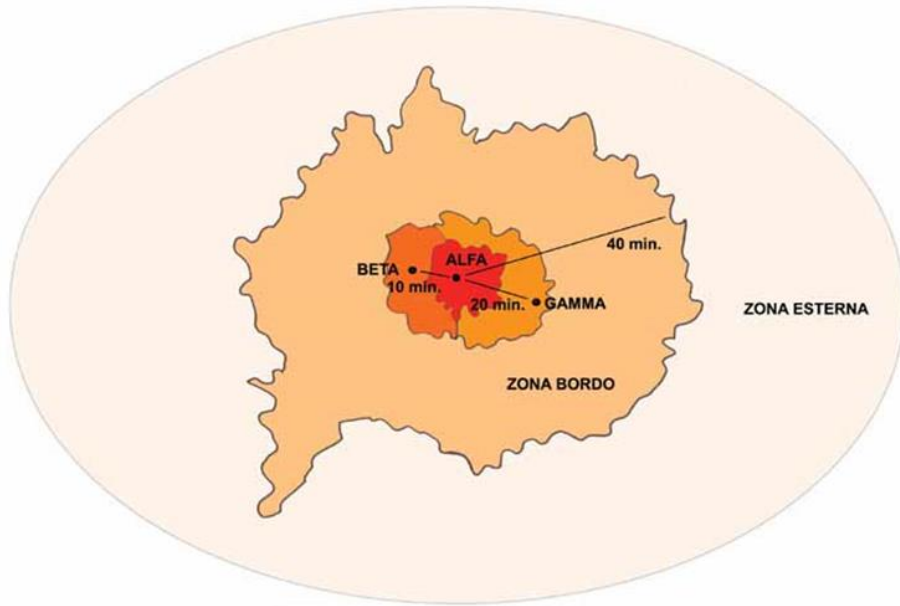 40 min.
ALFA
BETA
10 min.
20 min.
GAMMA
ZONA ESTERNA
ZONA BORDO